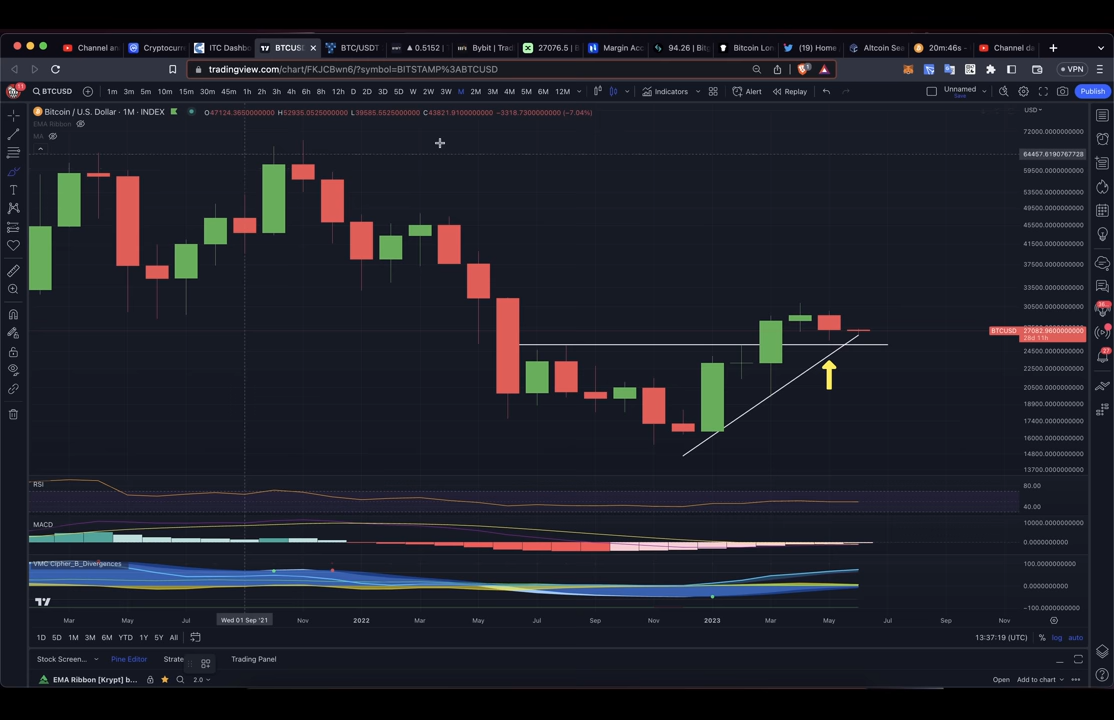 Channel an
Cryptocurr
ITC Dashb
BTCUSD
BTC/USDT
0.5152 |
Bybit | Trad
27076.5 | B
Margin Acc
94.26 | Bit
Bitcoin Lon
(19) Home
Altcoin Sea
20m:46s -
Channel da
tradingview.com/chart/FKJCBwn6/?symbol=BITSTAMP%3ABTCUSD
VPN
BTCUSD 1m 3m 5m 10m 15m 30m 45m 1h 2h 3h 4h 6h 8h 12h D 2D 3D 5D W 2W 3W M 2M 3M 4M 5M 6M 12M Indicators Alert Replay Unnamed Save Publish
Bitcoin / U.S. Dollar · 1M · INDEX O47124.3600000000 H52935.0525000000 L39585.5525000000 C43821.9100000000 −3318.7300000000 (−7.04%)
EMA Ribbon
MA
USD
72000.0000000000
64457.6190767728
59500.0000000000
53500.0000000000
49500.0000000000
45500.0000000000
41500.0000000000
37500.0000000000
33500.0000000000
30500.0000000000
BTCUSD 27082.9600000000
28d 11h
24500.0000000000
22500.0000000000
20500.0000000000
18900.0000000000
17400.0000000000
16000.0000000000
14800.0000000000
13700.0000000000
RSI
80.00
40.00
MACD
10000.0000000000
0.0000000000
VMC Cipher_B_Divergences
100.0000000000
0.0000000000
−100.0000000000
Mar May Jul Wed 01 Sep '21 Nov 2022 Mar May Jul Sep Nov 2023 Mar May Jul Sep Nov
1D 5D 1M 3M 6M YTD 1Y 5Y All 13:37:19 (UTC) % log auto
Stock Screen... Pine Editor Strate Trading Panel
EMA Ribbon [Krypt] b... 2.0 Open Add to chart